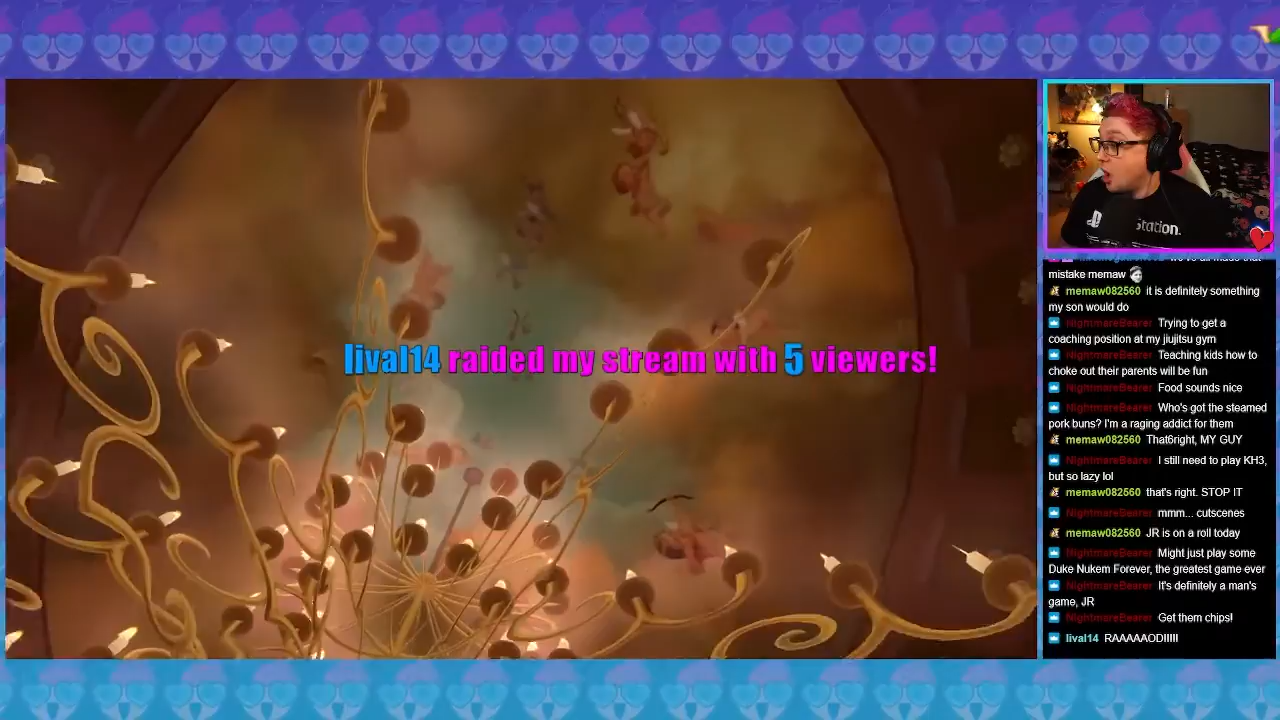 lival14 raided my stream with 5 viewers!
Station.
mistake memaw
memaw082560 it is definitely something
my son would do
NightmareBearer Trying to get a
coaching position at my jiujitsu gym
NightmareBearer Teaching kids how to
choke out their parents will be fun
NightmareBearer Food sounds nice
NightmareBearer Who's got the steamed
pork buns? I'm a raging addict for them
memaw082560 That6right, MY GUY
NightmareBearer I still need to play KH3,
but so lazy lol
memaw082560 that's right. STOP IT
NightmareBearer mmm... cutscenes
memaw082560 JR is on a roll today
NightmareBearer Might just play some
Duke Nukem Forever, the greatest game ever
NightmareBearer It's definitely a man's
game, JR
NightmareBearer Get them chips!
lival14 RAAAAAODIIIII